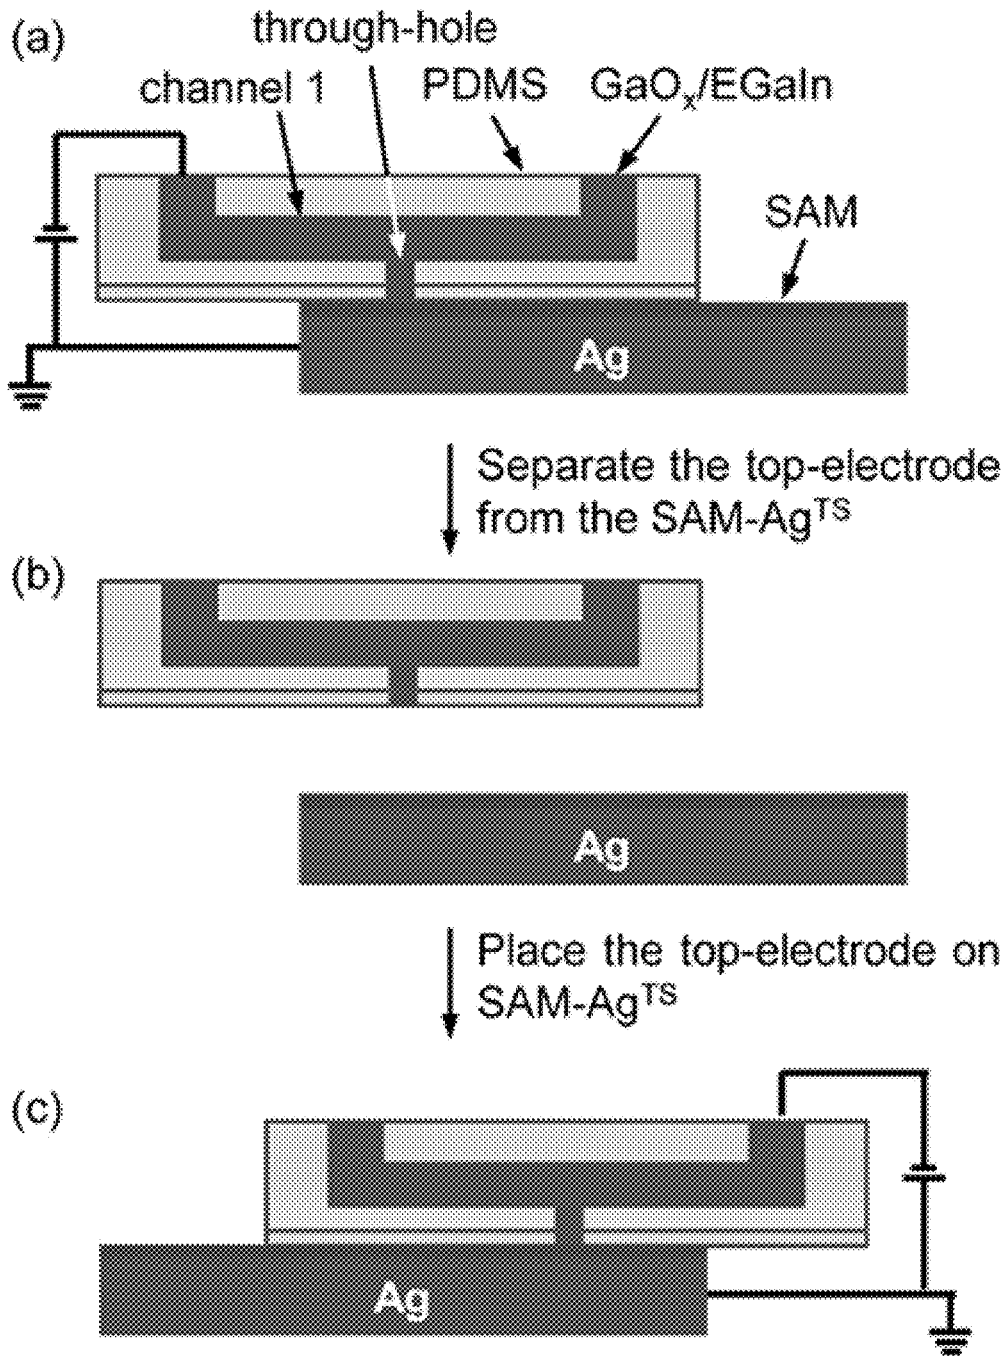 (a)
through-hole
channel 1
PDMS
GaOₓ/EGaIn
SAM
Ag
Separate the top-electrode
from the SAM-Agᵀˢ
(b)
Ag
Place the top-electrode on
SAM-Agᵀˢ
(c)
Ag